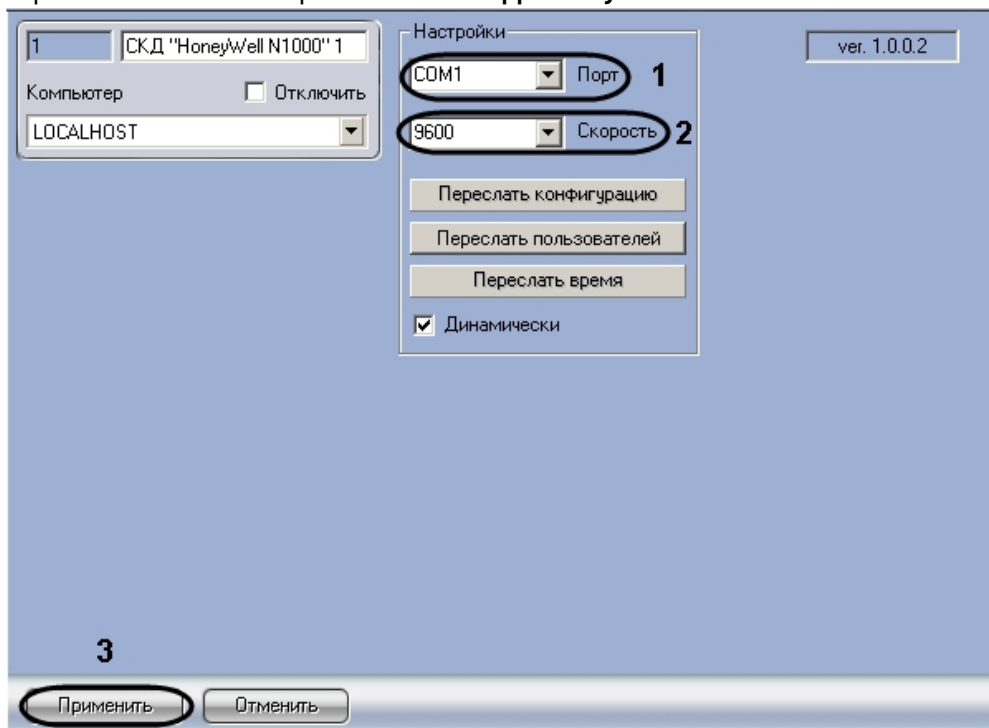 1
СКД "HoneyWell N1000" 1
Компьютер
Отключить
LOCALHOST
Настройки
COM1
Порт
1
9600
Скорость
2
Переслать конфигурацию
Переслать пользователей
Переслать время
Динамически
ver. 1.0.0.2
3
Применить
Отменить